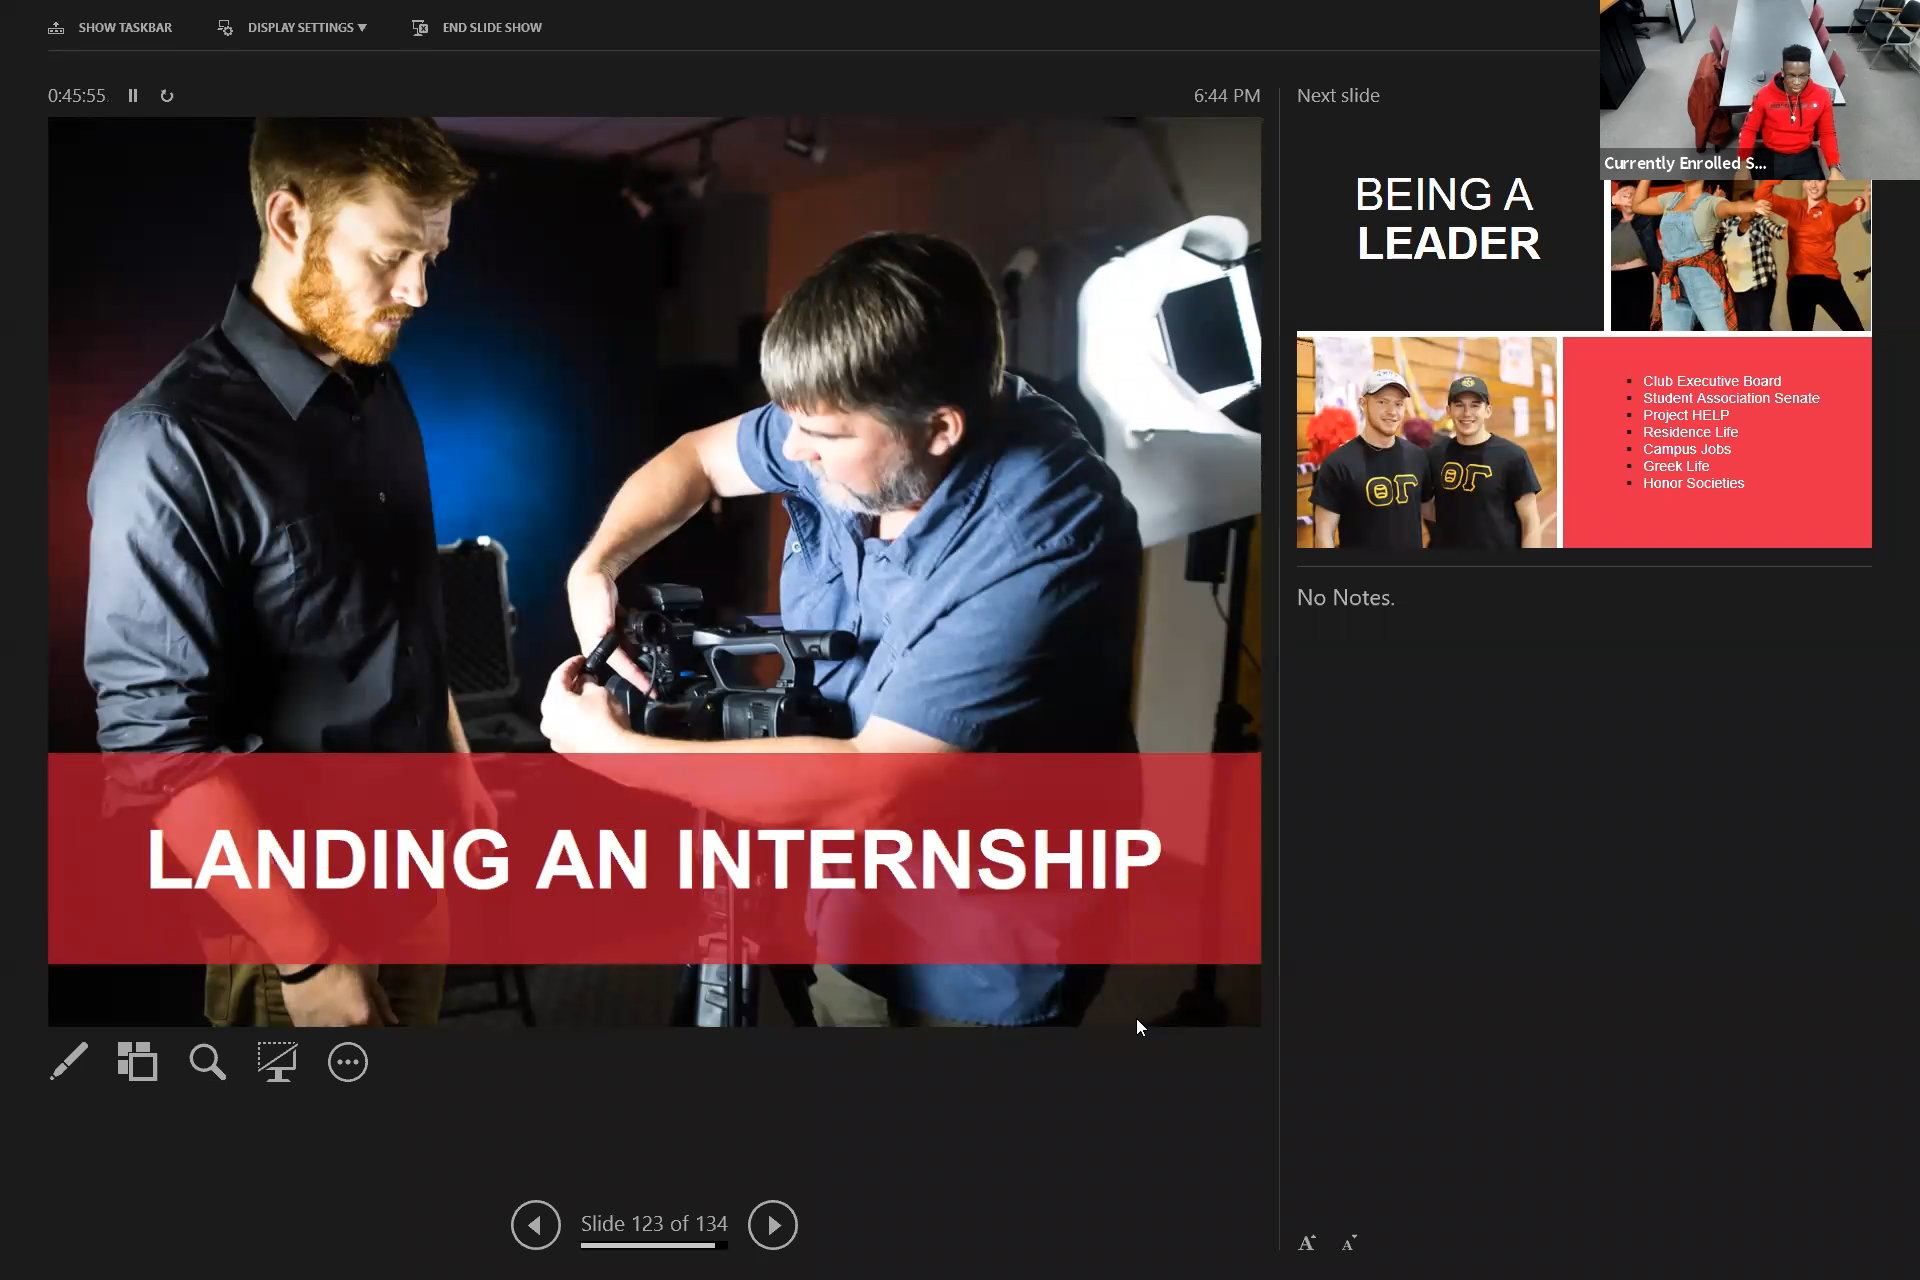 SHOW TASKBAR
DISPLAY SETTINGS
END SLIDE SHOW
0:45:55
6:44 PM
Next slide
Currently Enrolled S...
BEING A
LEADER
Club Executive Board
Student Association Senate
Project HELP
Residence Life
Campus Jobs
Greek Life
Honor Societies
ΘΓ
ΘΓ
No Notes.
LANDING AN INTERNSHIP
Slide 123 of 134
A
A